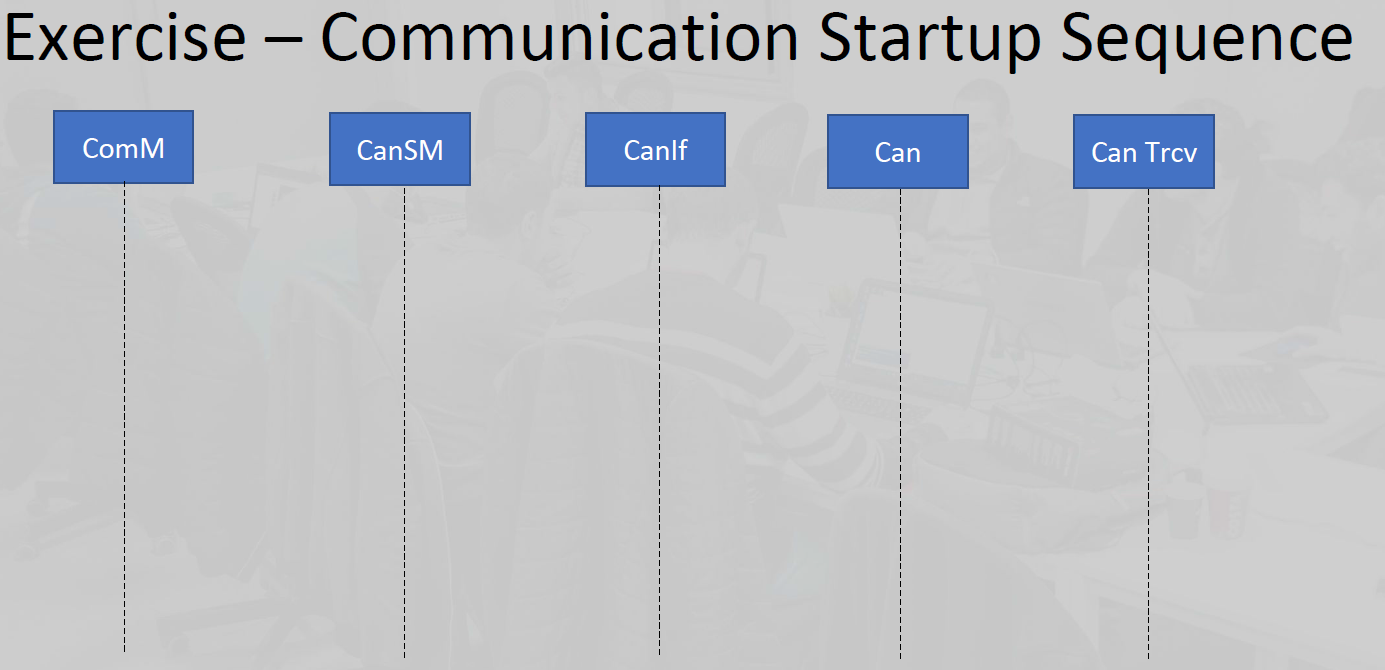 Exercise – Communication Startup Sequence
ComM
CanSM
CanIf
Can
Can Trcv